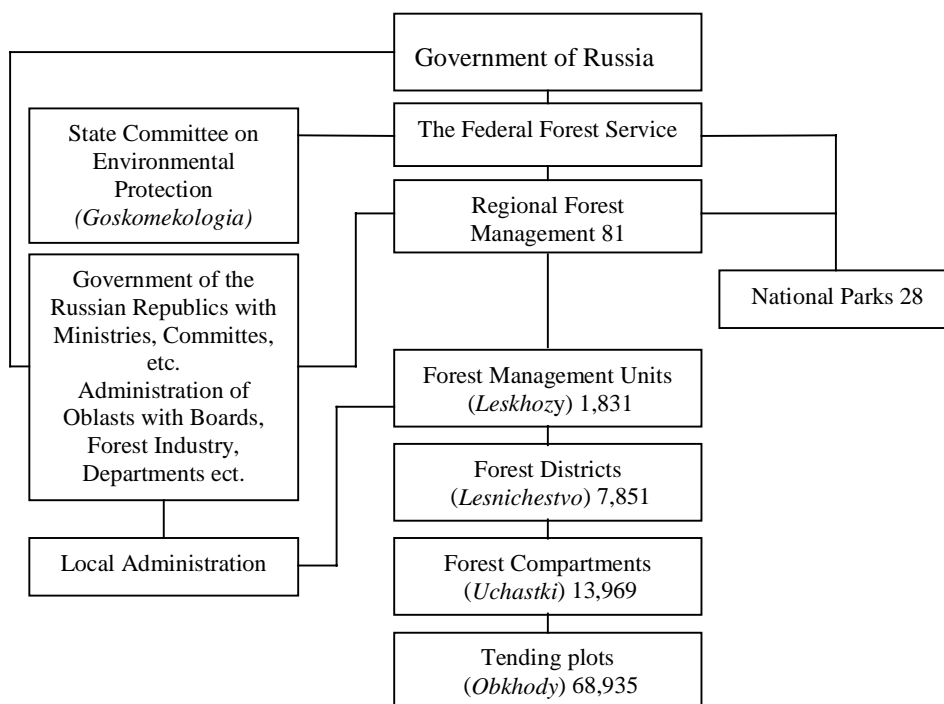 Government of Russia
State Committee on
Environmental
Protection
(Goskomekologia)
The Federal Forest Service
Regional Forest
Management 81
Government of the
Russian Republics with
Ministries, Committes,
etc.
Administration of
Oblasts with Boards,
Forest Industry,
Departments ect.
National Parks 28
Forest Management Units
(Leskhozy) 1,831
Forest Districts
(Lesnichestvo) 7,851
Local Administration
Forest Compartments
(Uchastki) 13,969
Tending plots
(Obkhody) 68,935